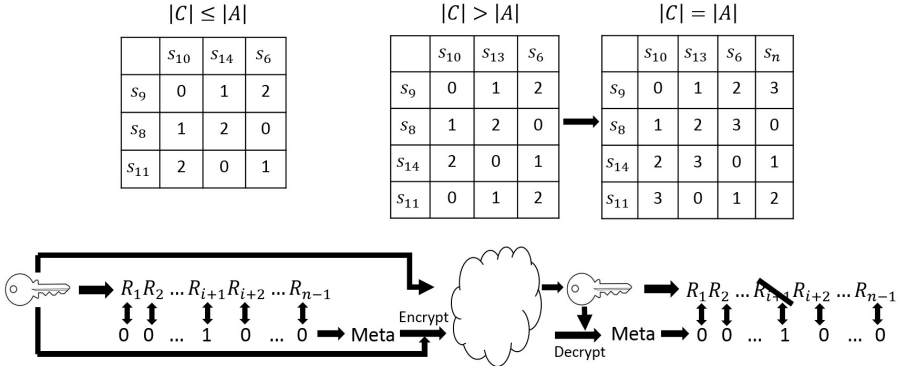 |C| ≤ |A| |C| > |A| |C| = |A|
s₁₀ s₁₄ s₆
s₉ 0 1 2
s₈ 1 2 0
s₁₁ 2 0 1
s₁₀ s₁₃ s₆
s₉ 0 1 2
s₈ 1 2 0
s₁₄ 2 0 1
s₁₁ 0 1 2
s₁₀ s₁₃ s₆ sₙ
s₉ 0 1 2 3
s₈ 1 2 3 0
s₁₄ 2 3 0 1
s₁₁ 3 0 1 2
R₁ R₂ ... Rᵢ₊₁ Rᵢ₊₂ ... Rₙ₋₁
0 0 ... 1 0 ... 0
Meta
Encrypt
Decrypt
Meta
R₁ R₂ ... Rᵢ₊₁ Rᵢ₊₂ ... Rₙ₋₁
0 0 ... 1 0 ... 0